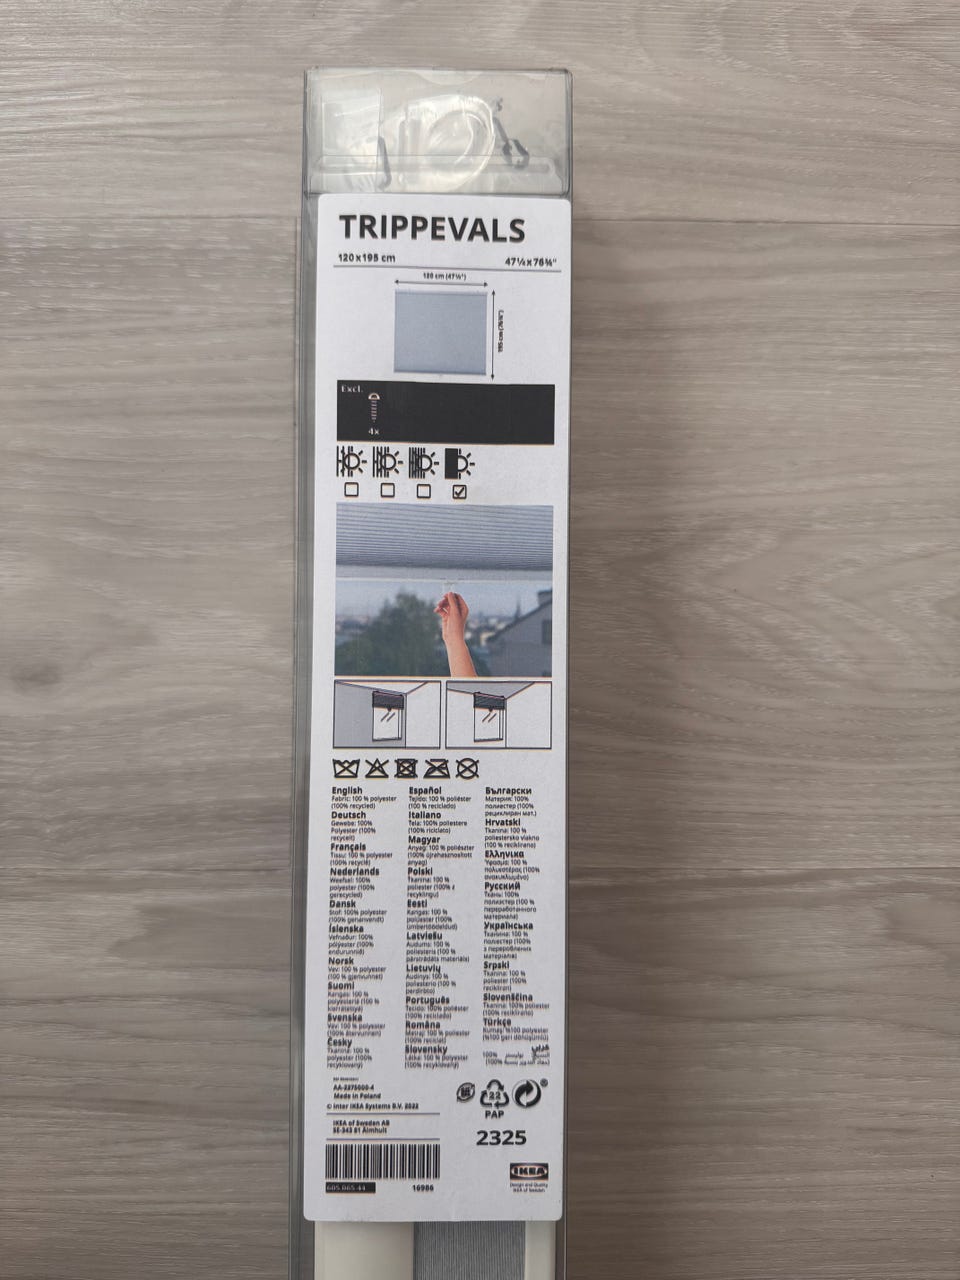 TRIPPEVALS
120x195 cm
47¼x76¾"
120 cm (47¼")
195 cm (76¾")
Excl.
4x
English
Fabric: 100 % polyester
(100% recycled)
Deutsch
Gewebe: 100%
Polyester (100%
recycelt)
Français
Tissu: 100 % polyester
(100% recyclé)
Nederlands
Weefsel: 100%
polyester (100%
gerecycled)
Dansk
Stof: 100% polyester
(100% genanvendt)
Íslenska
Vefnaður: 100%
pólýester (100%
endurunnið)
Norsk
Vev: 100 % polyester
(100 % gjenvunnet)
Suomi
Kangas: 100 %
polyesteriä (100 %
kierrätettyä)
Svenska
Väv: 100 % polyester
(100% återvunnen)
Česky
Tkanina: 100 %
polyester (100%
recyklovaný)
Español
Tejido: 100 % poliéster
(100 % reciclado)
Italiano
Tela: 100% poliestere
(100% riciclato)
Magyar
Anyag: 100 % poliészter
(100% újrahasznosított
anyag)
Polski
Tkanina: 100 %
poliester (100% z
recyklingu)
Eesti
Kangas: 100 %
polüester (100%
ümbertöödeldud)
Latviešu
Audums: 100 %
poliesteris (100 %
pārstrādāts materiāls)
Lietuvių
Audinys: 100 %
poliesterio (100 %
perdirbto)
Português
Tecido: 100% poliéster
(100% reciclado)
Româna
Material: 100 % poliester
(100% reciclat)
Slovensky
Látka: 100 % polyester
(100% recyklovaný)
Български
Материя: 100%
полиестер (100%
рециклиран мат.)
Hrvatski
Tkanina: 100%
poliestersko vlakno
(100 % reciklirano)
Ελληνικα
Ύφασμα: 100 %
πολυεστέρας (100%
ανακυκλωμένο)
Русский
Ткань: 100 %
полиэстер (100 %
переработанного
материала)
Українська
Тканина: 100 %
поліестер (100%
з перероблених
матеріалів)
Srpski
Tkanina: 100 %
poliester (100%
recikliran)
Slovenščina
Tkanina: 100% poliester
(100% reciklirano)
Türkçe
Kumaş: %100 polyester
(%100 geri dönüşümlü)
عربي
AA-2275000-4
Made in Poland
© Inter IKEA Systems B.V. 2022
IKEA of Sweden AB
SE-343 81 Älmhult
22
PAP
2325
605.065.44
16986
IKEA
Design and Quality
IKEA of Sweden